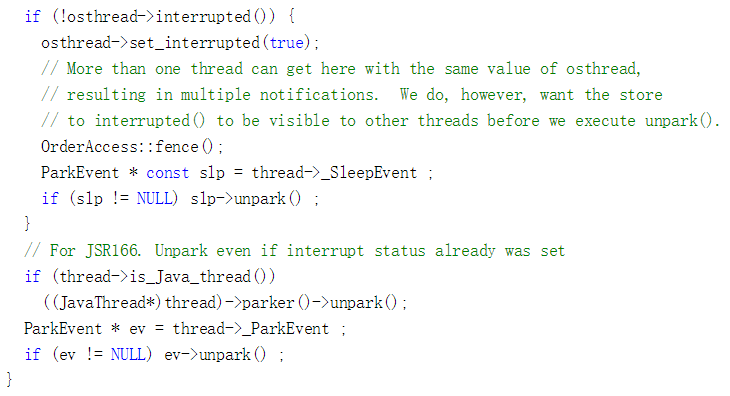 if (!osthread->interrupted()) {
    osthread->set_interrupted(true);
    // More than one thread can get here with the same value of osthread,
    // resulting in multiple notifications.  We do, however, want the store
    // to interrupted() to be visible to other threads before we execute unpark().
    OrderAccess::fence();
    ParkEvent * const slp = thread->_SleepEvent ;
    if (slp != NULL) slp->unpark() ;
  }
  // For JSR166. Unpark even if interrupt status already was set
  if (thread->is_Java_thread())
    ((JavaThread*)thread)->parker()->unpark();
  ParkEvent * ev = thread->_ParkEvent ;
  if (ev != NULL) ev->unpark() ;
}